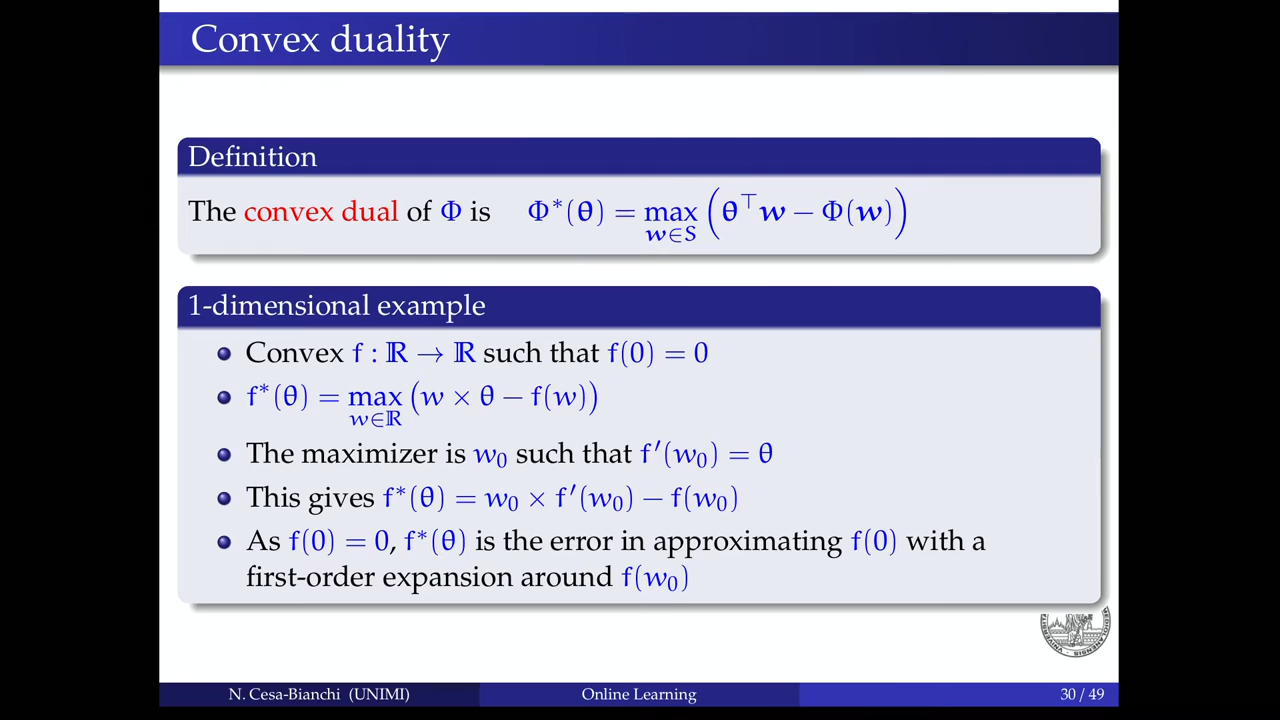 Convex duality
Definition
The convex dual of Φ is Φ*(θ) = max_{w∈S} (θ^⊤ w − Φ(w))
1-dimensional example
Convex f : ℝ → ℝ such that f(0) = 0
f*(θ) = max_{w∈ℝ} (w × θ − f(w))
The maximizer is w₀ such that f′(w₀) = θ
This gives f*(θ) = w₀ × f′(w₀) − f(w₀)
As f(0) = 0, f*(θ) is the error in approximating f(0) with a
first-order expansion around f(w₀)
N. Cesa-Bianchi (UNIMI)
Online Learning
30 / 49